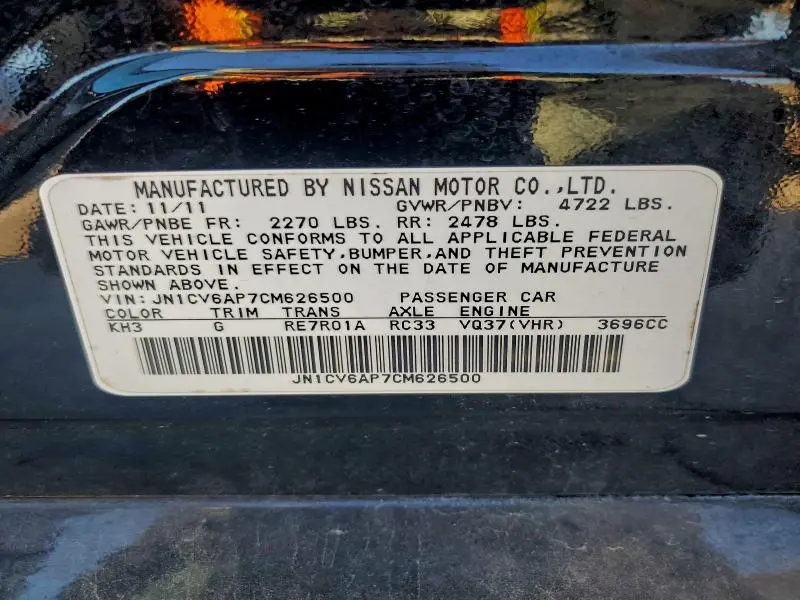 MANUFACTURED BY NISSAN MOTOR CO.,LTD.
DATE: 11/11 GVWR/PNBV: 4722 LBS.
GAWR/PNBE FR: 2270 LBS. RR: 2478 LBS.
THIS VEHICLE CONFORMS TO ALL APPLICABLE FEDERAL
MOTOR VEHICLE SAFETY,BUMPER,AND THEFT PREVENTION
STANDARDS IN EFFECT ON THE DATE OF MANUFACTURE
SHOWN ABOVE.
VIN: JN1CV6AP7CM626500 PASSENGER CAR
COLOR TRIM TRANS AXLE ENGINE
KH3 G RE7R01A RC33 VQ37(VHR) 3696CC
JN1CV6AP7CM626500